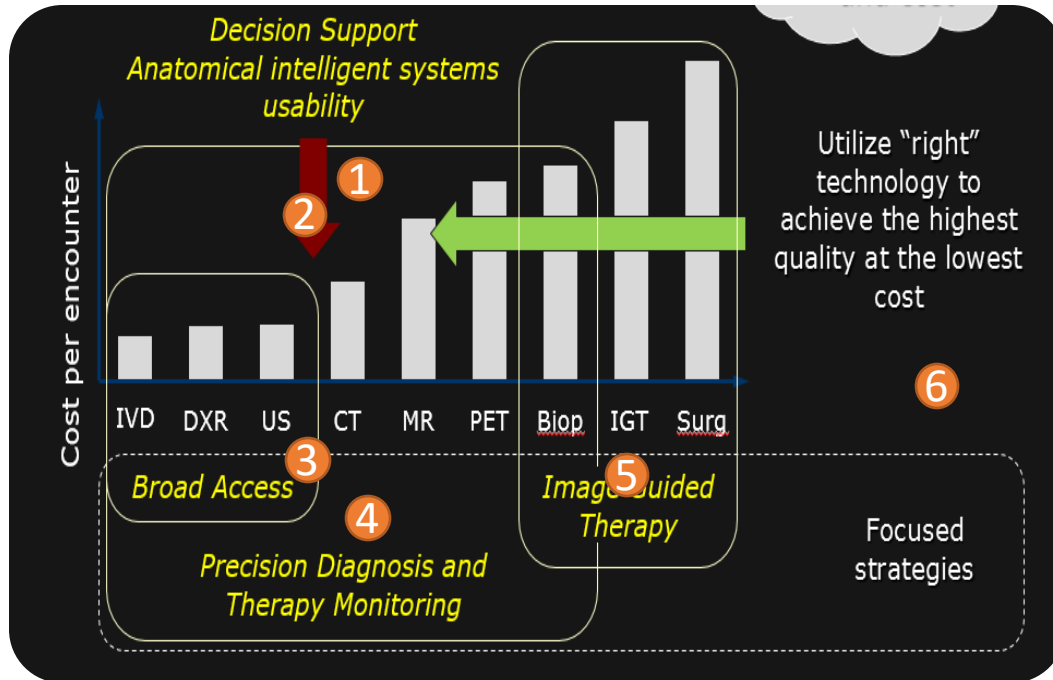 Decision Support
Anatomical intelligent systems
usability
Utilize “right”
technology to
achieve the highest
quality at the lowest
cost
Cost per encounter
1
2
IVD DXR US CT MR PET Biop IGT Surg
6
3
5
Broad Access
4
Image Guided
Therapy
Precision Diagnosis and
Therapy Monitoring
Focused
strategies